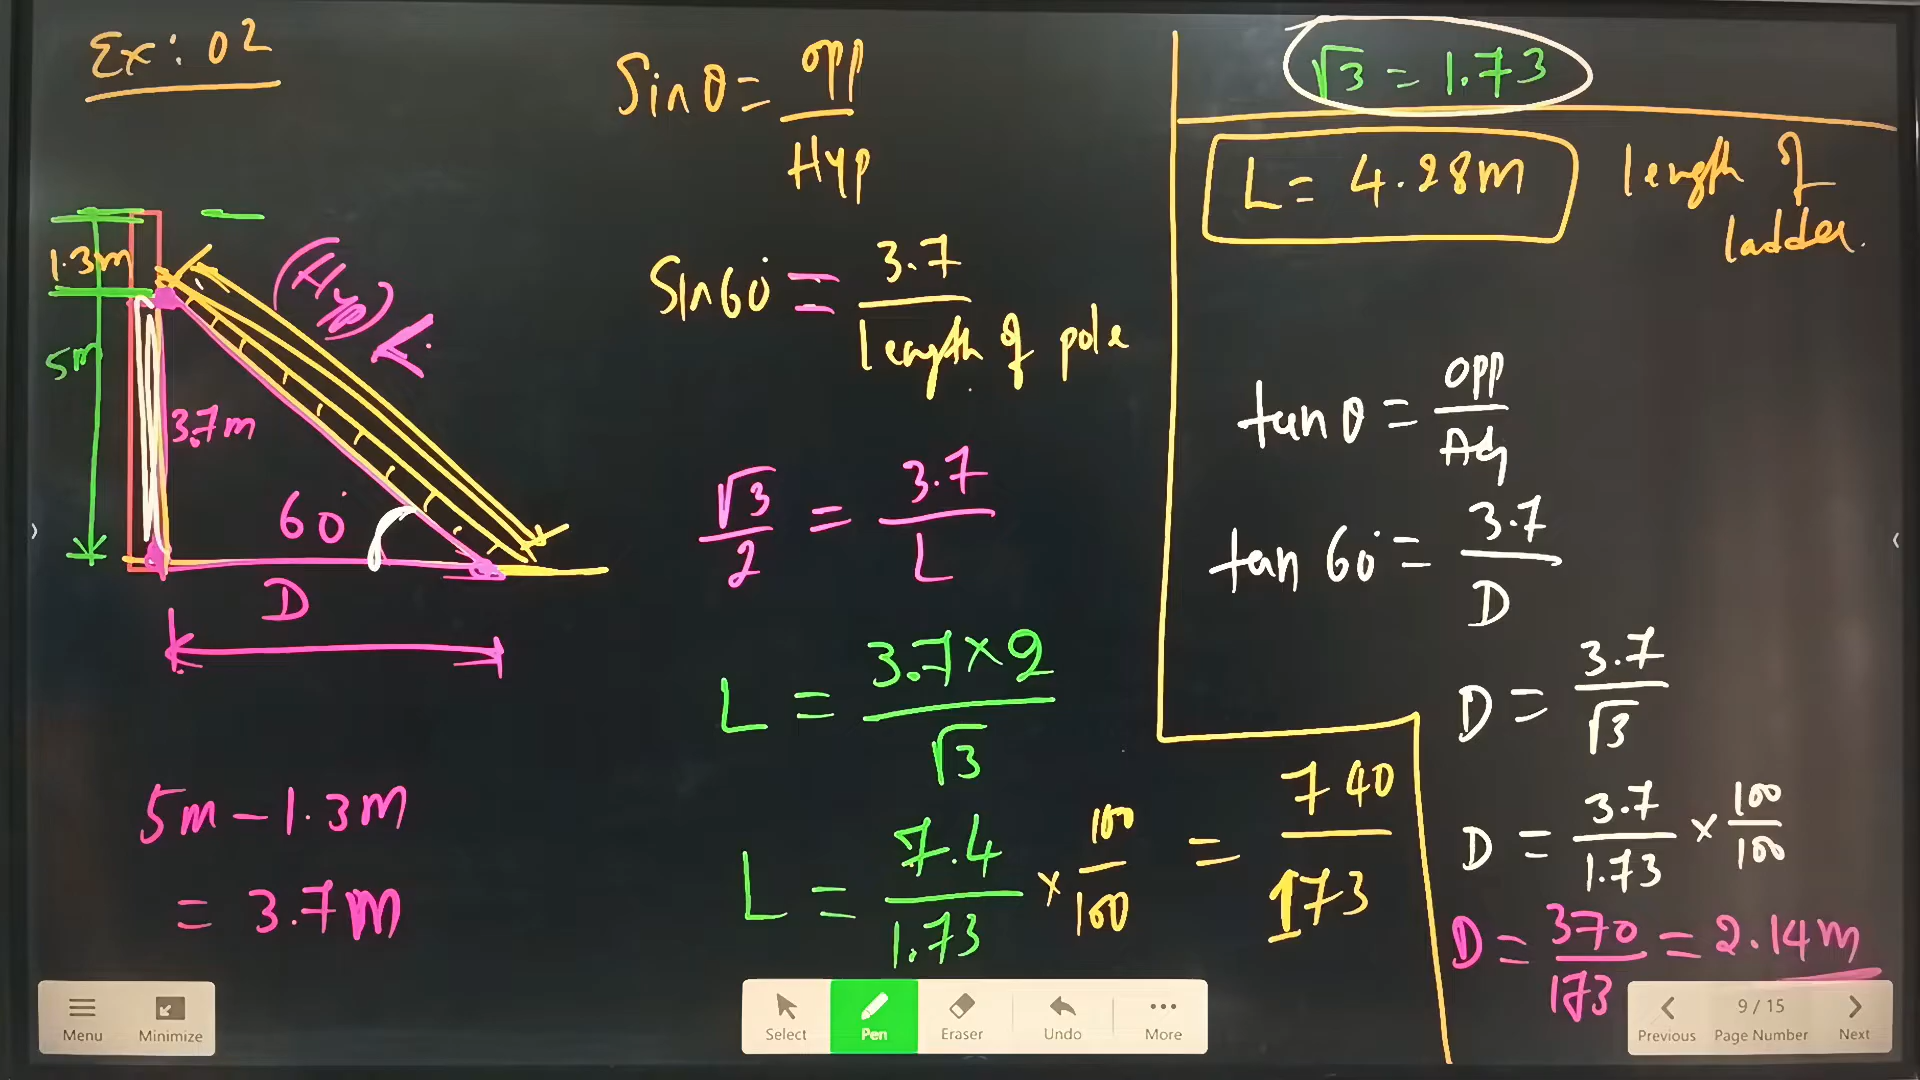 Ex: 02
1.3m
5m
(Hyp) L
3.7m
60°
D
5m - 1.3m
= 3.7m
Sin θ = opp / Hyp
Sin 60° = 3.7 / length of pole
√3 / 2 = 3.7 / L
L = 3.7 × 2 / √3
L = 7.4 / 1.73 × 100 / 100 = 740 / 173
√3 = 1.73
L = 4.28m length of ladder.
tan θ = opp / Adj
tan 60° = 3.7 / D
D = 3.7 / √3
D = 3.7 / 1.73 × 100 / 100
D = 370 / 173 = 2.14m
Menu
Minimize
Select
Pen
Eraser
Undo
More
9 / 15
Previous
Page Number
Next